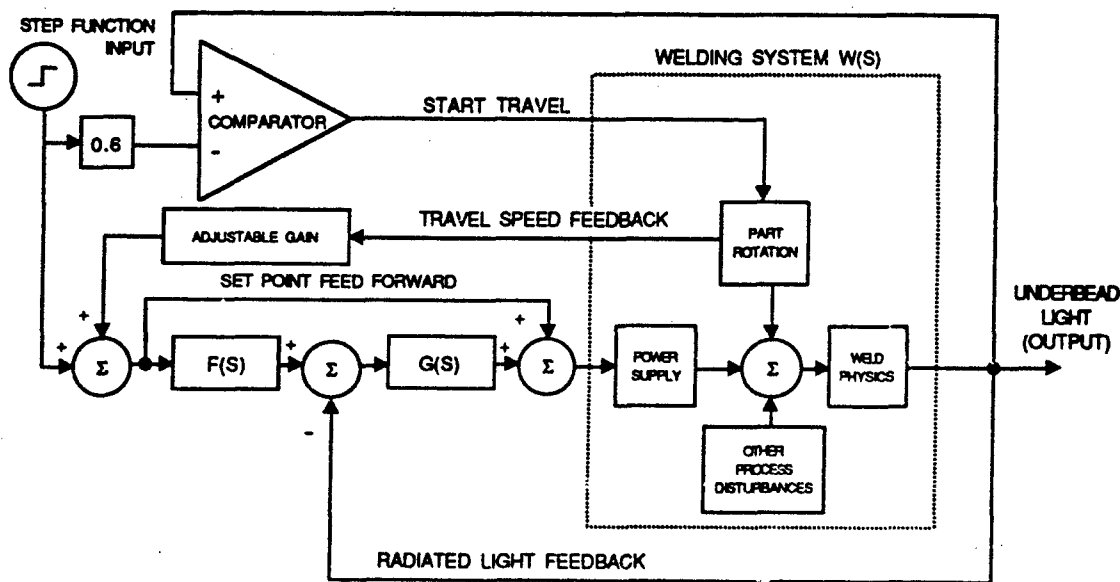 STEP FUNCTION
INPUT
WELDING SYSTEM W(S)
+
COMPARATOR
-
START TRAVEL
0.6
TRAVEL SPEED FEEDBACK
ADJUSTABLE GAIN
PART
ROTATION
SET POINT FEED FORWARD
UNDERBEAD
LIGHT
(OUTPUT)
+
+
+
+
+
Σ
F(S)
Σ
G(S)
Σ
POWER
SUPPLY
Σ
WELD
PHYSICS
-
OTHER
PROCESS
DISTURBANCES
RADIATED LIGHT FEEDBACK